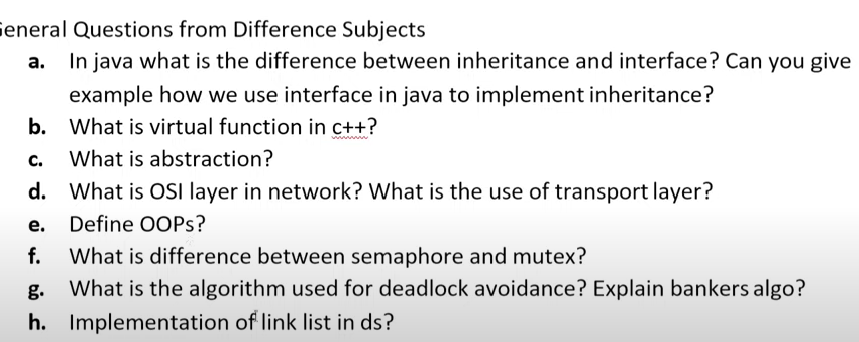 General Questions from Difference Subjects
a. In java what is the difference between inheritance and interface? Can you give
example how we use interface in java to implement inheritance?
b. What is virtual function in c++?
c. What is abstraction?
d. What is OSI layer in network? What is the use of transport layer?
e. Define OOPs?
f. What is difference between semaphore and mutex?
g. What is the algorithm used for deadlock avoidance? Explain bankers algo?
h. Implementation of link list in ds?